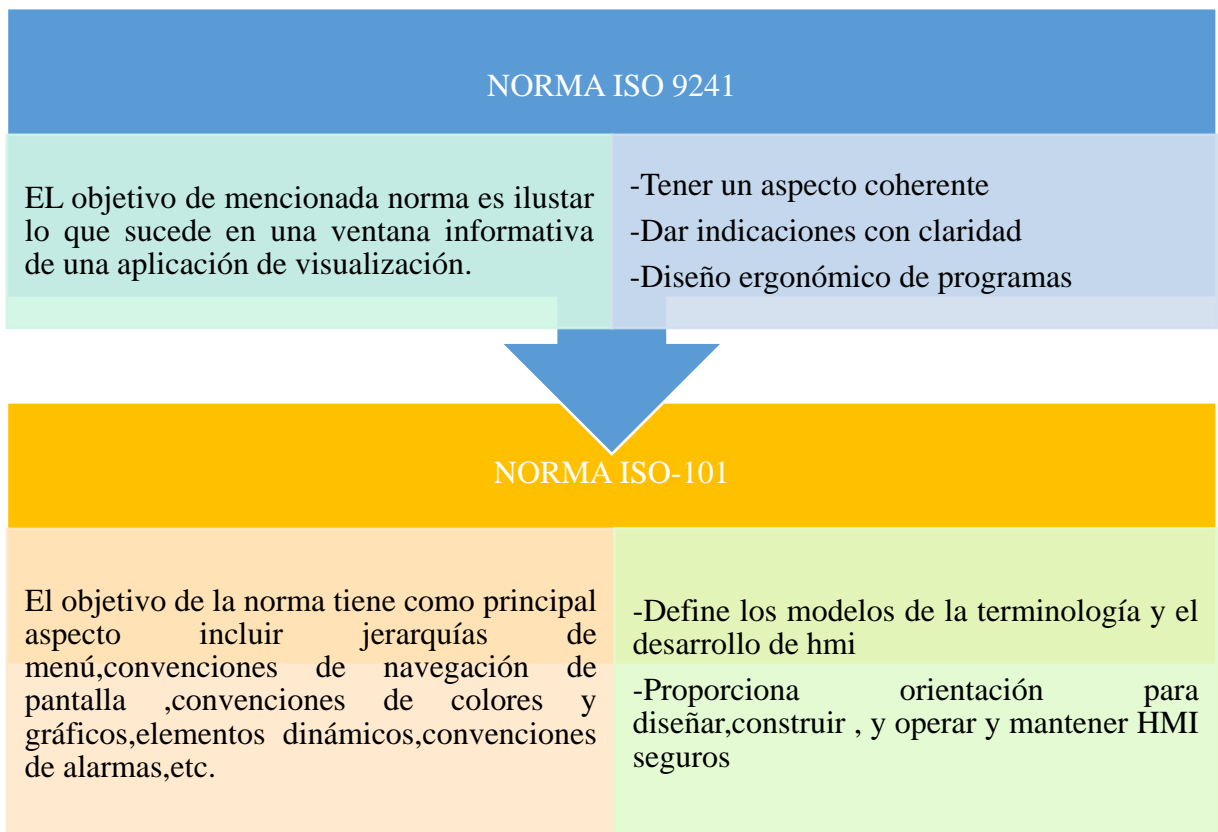 NORMA ISO 9241
EL objetivo de mencionada norma es ilustar
lo que sucede en una ventana informativa
de una aplicación de visualización.
-Tener un aspecto coherente
-Dar indicaciones con claridad
-Diseño ergonómico de programas
NORMA ISO-101
El objetivo de la norma tiene como principal
aspecto incluir jerarquías de
menú,convenciones de navegación de
pantalla ,convenciones de colores y
gráficos,elementos dinámicos,convenciones
de alarmas,etc.
-Define los modelos de la terminología y el
desarrollo de hmi
-Proporciona orientación para
diseñar,construir , y operar y mantener HMI
seguros